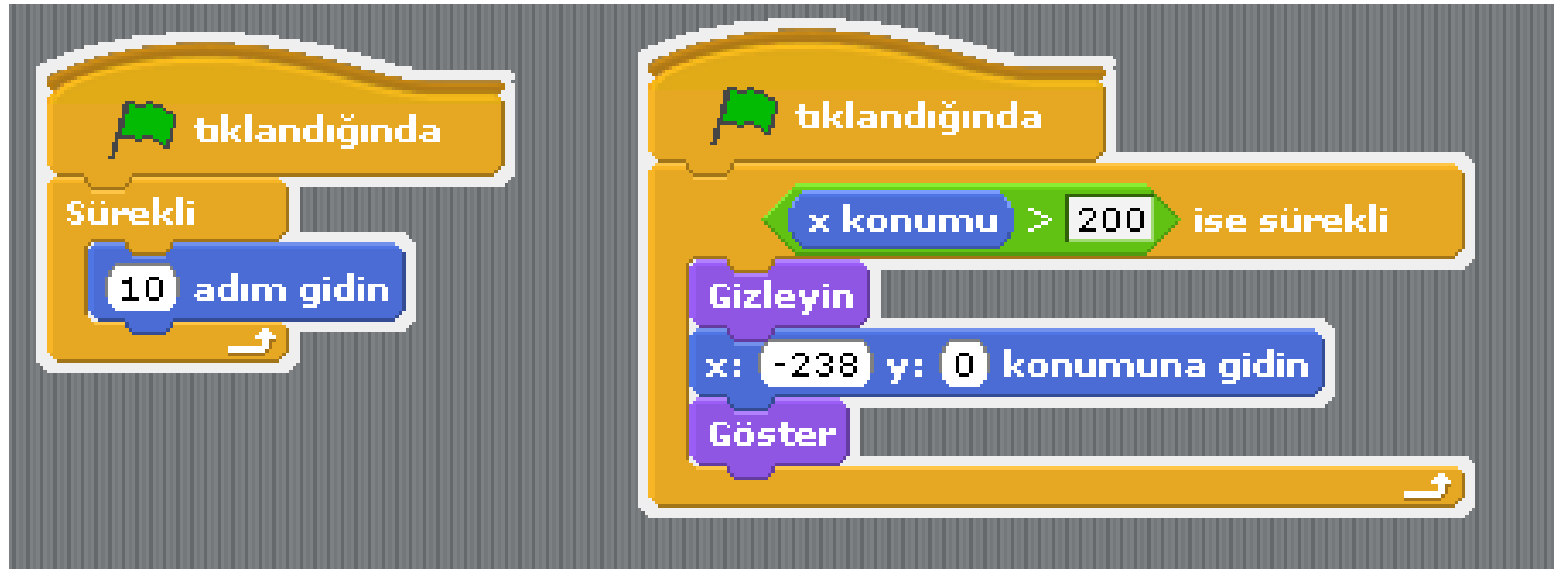 tıklandığında
Sürekli
10 adım gidin
tıklandığında
x konumu > 200 ise sürekli
Gizleyin
x: -238 y: 0 konumuna gidin
Göster